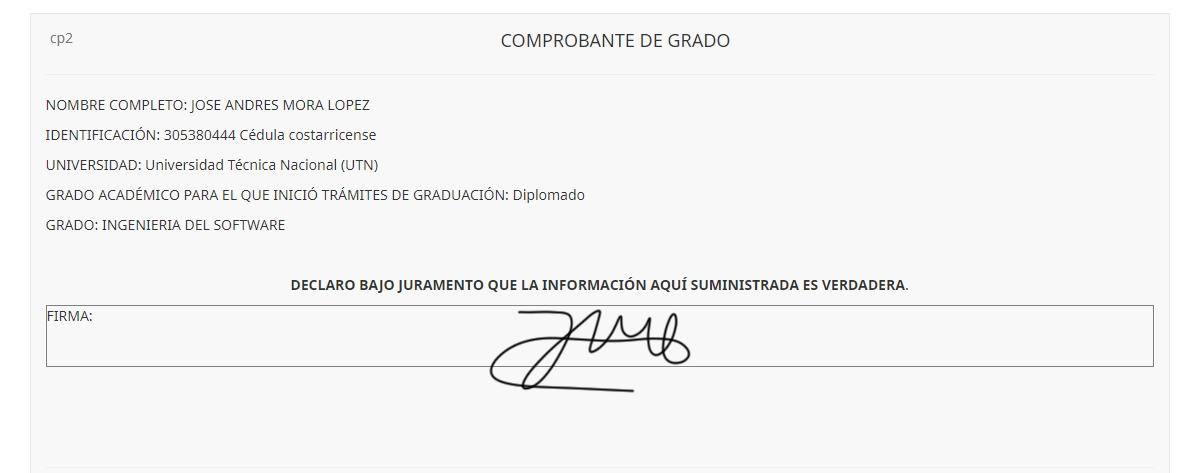 cp2
COMPROBANTE DE GRADO
NOMBRE COMPLETO: JOSE ANDRES MORA LOPEZ
IDENTIFICACIÓN: 305380444 Cédula costarricense
UNIVERSIDAD: Universidad Técnica Nacional (UTN)
GRADO ACADÉMICO PARA EL QUE INICIÓ TRÁMITES DE GRADUACIÓN: Diplomado
GRADO: INGENIERIA DEL SOFTWARE
DECLARO BAJO JURAMENTO QUE LA INFORMACIÓN AQUÍ SUMINISTRADA ES VERDADERA.
FIRMA: